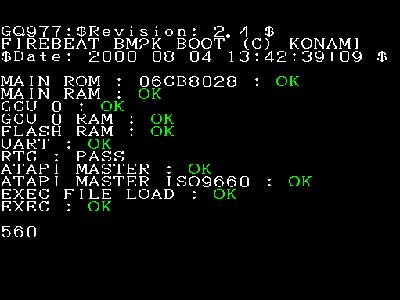 GQ977:$Revision: 2.4 $
FIREBEAT BM2K BOOT (C) KONAMI
$Date: 2000 08 04 13:42:39!09 $
MAIN ROM : 06CB8028 : OK
MAIN RAM : OK
GCU 0 : OK
GCU 0 RAM : OK
FLASH RAM : OK
UART : OK
RTC : PASS
ATAPI MASTER : OK
ATAPI MASTER ISO9660 : OK
EXEC FILE LOAD : OK
EXEC : OK
560